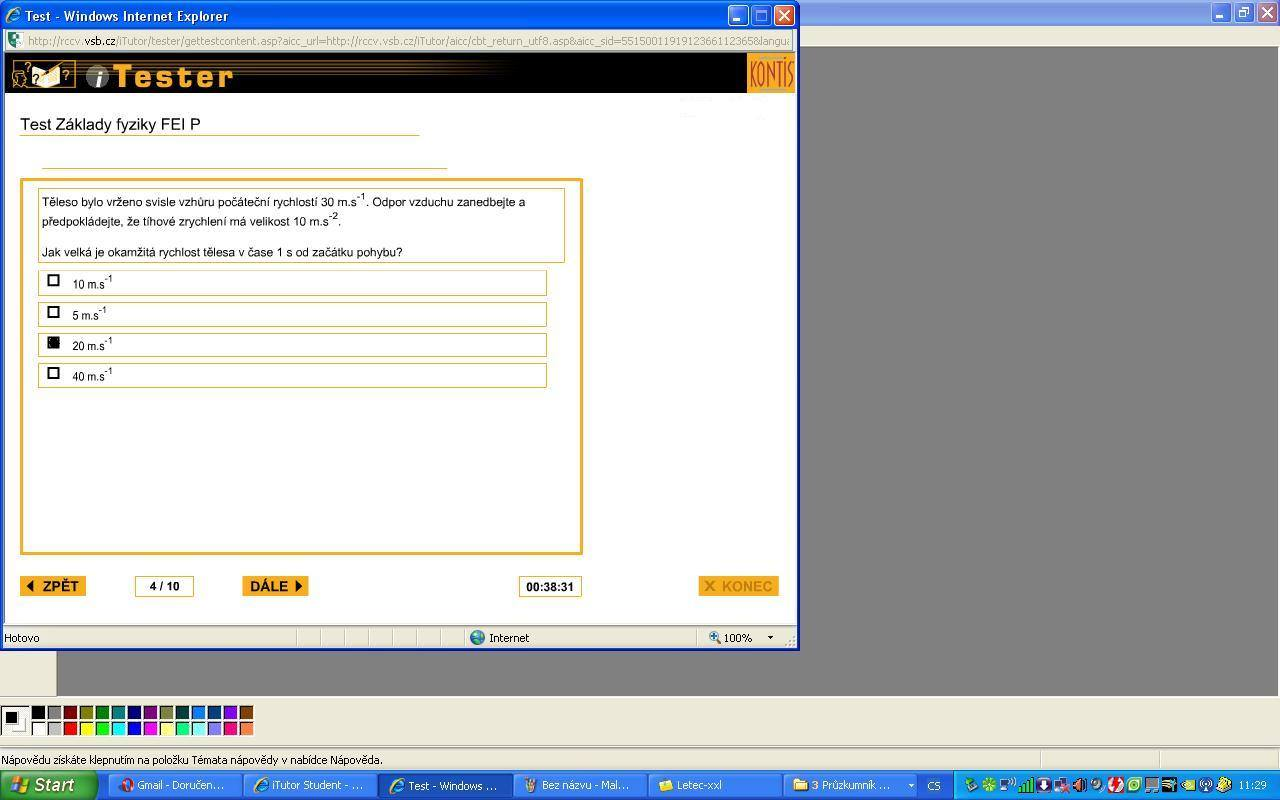 Test - Windows Internet Explorer
http://rccv.vsb.cz/iTutor/tester/gettestcontent.asp?aicc_url=http://rccv.vsb.cz/iTutor/aicc/cbt_return_utf8.asp&aicc_sid=5515001191912366112365&langua
i Tester
KONTIS
Test Základy fyziky FEI P
Těleso bylo vrženo svisle vzhůru počáteční rychlostí 30 m.s-1. Odpor vzduchu zanedbejte a
předpokládejte, že tíhové zrychlení má velikost 10 m.s-2.
Jak velká je okamžitá rychlost tělesa v čase 1 s od začátku pohybu?
10 m.s-1
5 m.s-1
20 m.s-1
40 m.s-1
ZPĚT 4 / 10 DÁLE 00:38:31 X KONEC
Hotovo Internet 100%
Nápovědu získáte klepnutím na položku Témata nápovědy v nabídce Nápověda.
Start Gmail - Doručen... iTutor Student - ... Test - Windows ... Bez názvu - Mal... Letec-xxl 3 Průzkumník ... CS 11:29